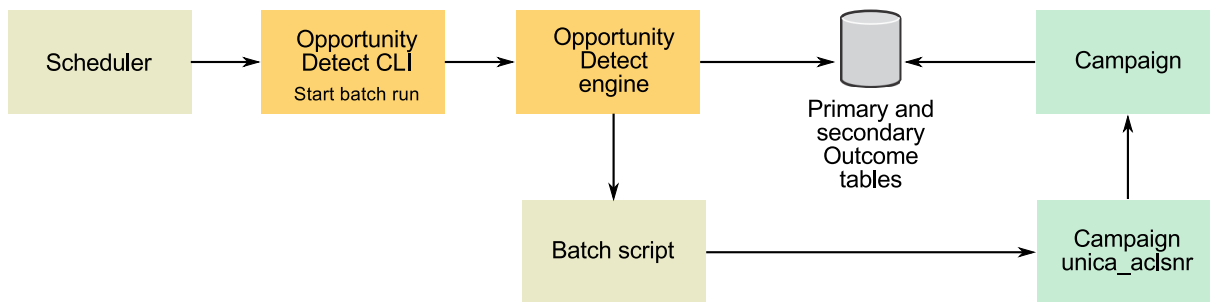 Scheduler
Opportunity
Detect CLI
Start batch run
Opportunity
Detect
engine
Primary and
secondary
Outcome
tables
Campaign
Batch script
Campaign
unica_aclsnr